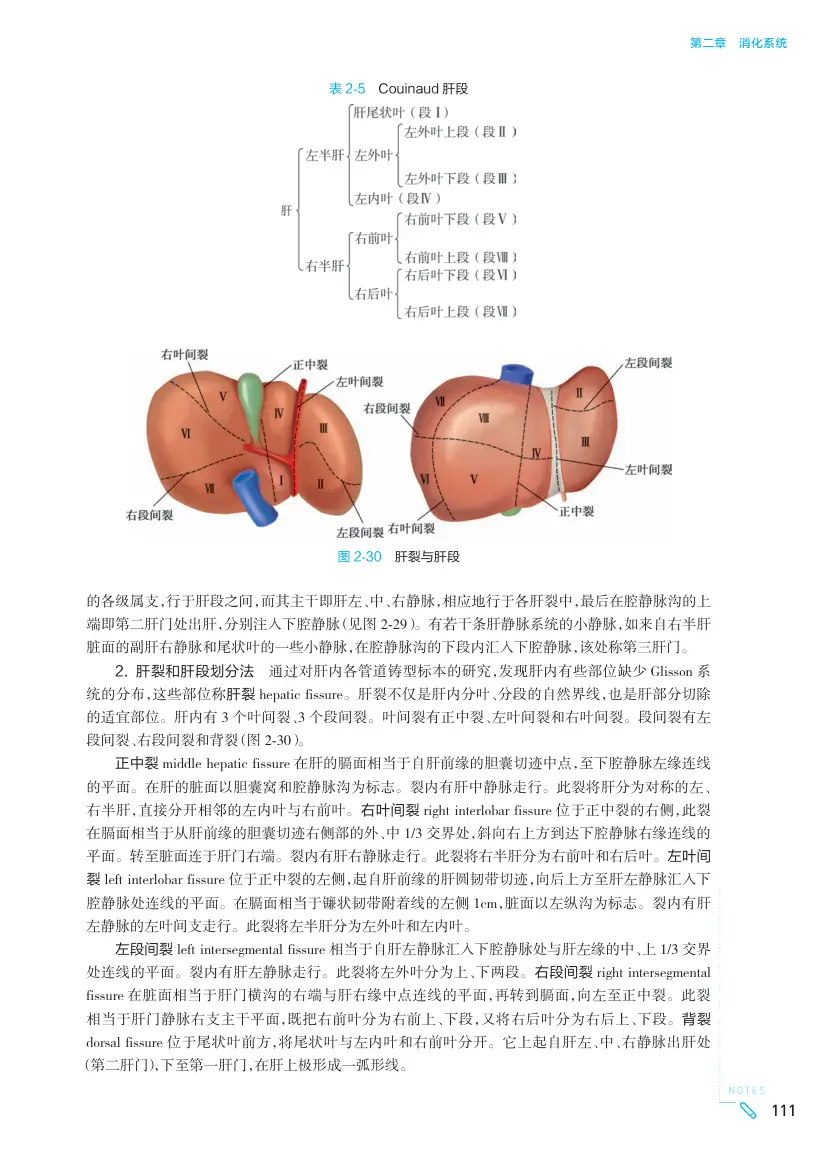 第二章　消化系统
表 2-5　Couinaud 肝段
肝尾状叶（段Ⅰ）
左外叶上段（段Ⅱ）
左半肝 左外叶
左外叶下段（段Ⅲ）
左内叶（段Ⅳ）
肝
右前叶下段（段Ⅴ）
右前叶
右前叶上段（段Ⅷ）
右半肝
右后叶下段（段Ⅵ）
右后叶
右后叶上段（段Ⅶ）
右叶间裂
正中裂
左叶间裂
Ⅴ
Ⅳ
Ⅵ
Ⅲ
Ⅶ
Ⅰ
Ⅱ
右段间裂
左段间裂
左段间裂
右段间裂
Ⅶ
Ⅷ
Ⅱ
Ⅲ
Ⅳ
Ⅵ
Ⅴ
左叶间裂
正中裂
右叶间裂
图 2-30　肝裂与肝段
的各级属支，行于肝段之间，而其主干即肝左、中、右静脉，相应地行于各肝裂中，最后在腔静脉沟的上
端即第二肝门处出肝，分别注入下腔静脉（见图 2-29）。有若干条肝静脉系统的小静脉，如来自右半肝
脏面的副肝右静脉和尾状叶的一些小静脉，在腔静脉沟的下段内汇入下腔静脉，该处称第三肝门。
2. 肝裂和肝段划分法　通过对肝内各管道铸型标本的研究，发现肝内有些部位缺少 Glisson 系
统的分布，这些部位称肝裂 hepatic fissure。肝裂不仅是肝内分叶、分段的自然界线，也是肝部分切除
的适宜部位。肝内有 3 个叶间裂、3 个段间裂。叶间裂有正中裂、左叶间裂和右叶间裂。段间裂有左
段间裂、右段间裂和背裂（图 2-30）。
正中裂 middle hepatic fissure 在肝的膈面相当于自肝前缘的胆囊切迹中点，至下腔静脉左缘连线
的平面。在肝的脏面以胆囊窝和腔静脉沟为标志。裂内有肝中静脉走行。此裂将肝分为对称的左、
右半肝，直接分开相邻的左内叶与右前叶。右叶间裂 right interlobar fissure 位于正中裂的右侧，此裂
在膈面相当于从肝前缘的胆囊切迹右侧部的外、中 1/3 交界处，斜向右上方到达下腔静脉右缘连线的
平面。转至脏面连于肝门右端。裂内有肝右静脉走行。此裂将右半肝分为右前叶和右后叶。左叶间
裂 left interlobar fissure 位于正中裂的左侧，起自肝前缘的肝圆韧带切迹，向后上方至肝左静脉汇入下
腔静脉处连线的平面。在膈面相当于镰状韧带附着线的左侧 1cm，脏面以左纵沟为标志。裂内有肝
左静脉的左叶间支走行。此裂将左半肝分为左外叶和左内叶。
左段间裂 left intersegmental fissure 相当于自肝左静脉汇入下腔静脉处与肝左缘的中、上 1/3 交界
处连线的平面。裂内有肝左静脉走行。此裂将左外叶分为上、下两段。右段间裂 right intersegmental
fissure 在脏面相当于肝门横沟的右端与肝右缘中点连线的平面，再转到膈面，向左至正中裂。此裂
相当于肝门静脉右支主干平面，既把右前叶分为右前上、下段，又将右后叶分为右后上、下段。背裂
dorsal fissure 位于尾状叶前方，将尾状叶与左内叶和右前叶分开。它上起自肝左、中、右静脉出肝处
（第二肝门），下至第一肝门，在肝上极形成一弧形线。
NOTES
111